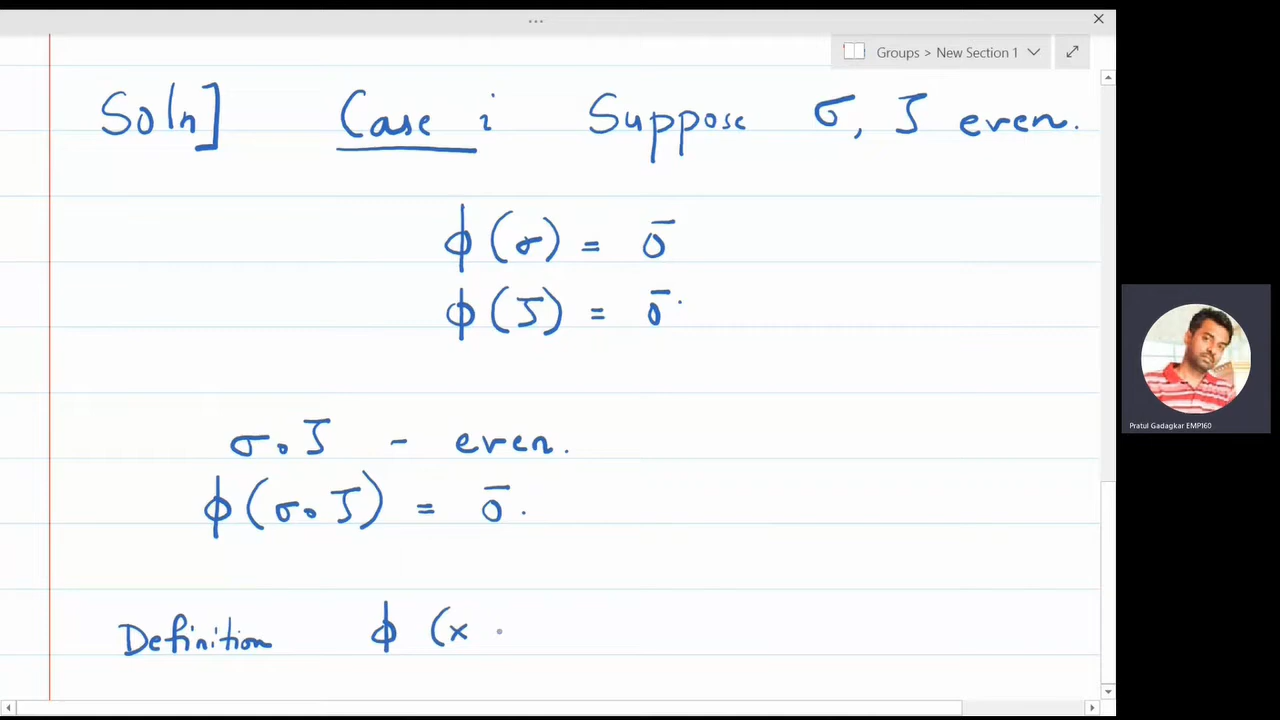 Groups > New Section 1
Soln] Case i Suppose σ, J even.
ϕ (σ) = 0̄
ϕ (J) = 0̄.
σ∘J - even.
ϕ (σ∘J) = 0̄.
Definition ϕ (x
Pratul Gadagkar EMP160